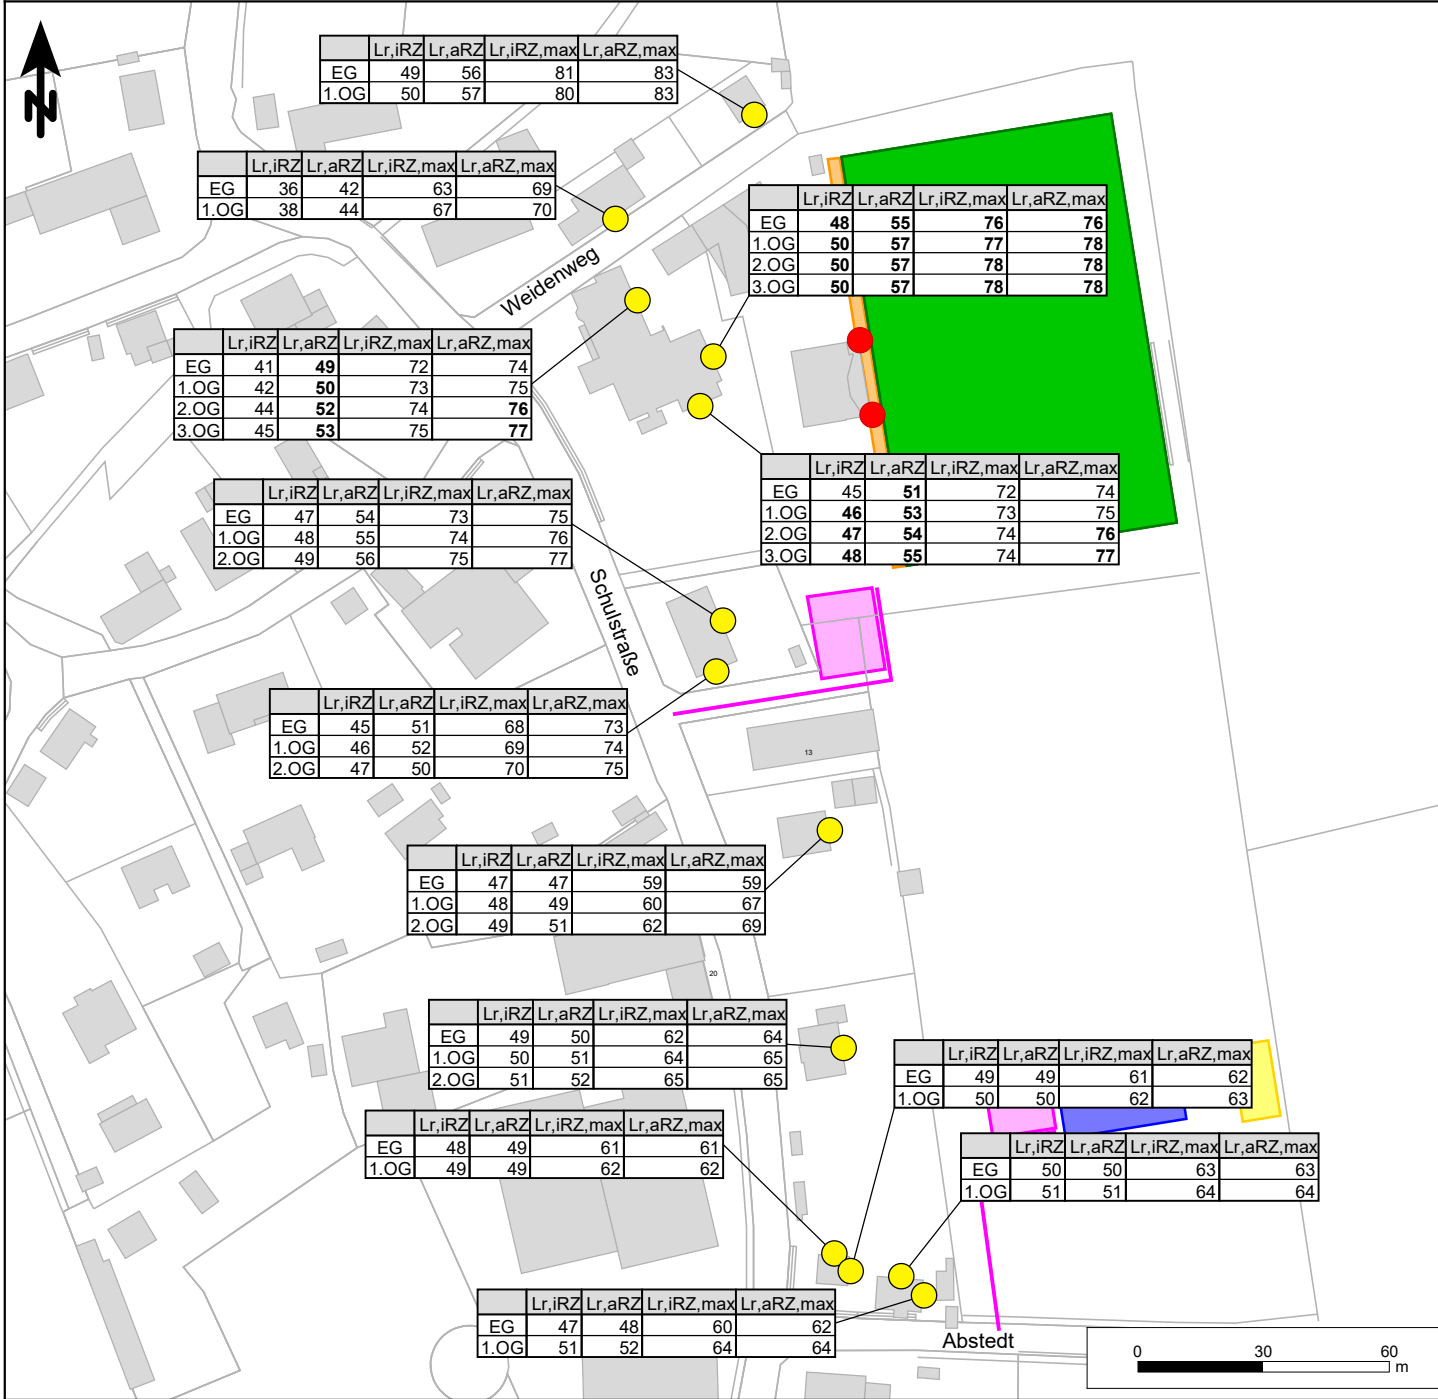 N
Lr,iRZ Lr,aRZ Lr,iRZ,max Lr,aRZ,max
EG 49 56 81 83
1.OG 50 57 80 83
Lr,iRZ Lr,aRZ Lr,iRZ,max Lr,aRZ,max
EG 36 42 63 69
1.OG 38 44 67 70
Lr,iRZ Lr,aRZ Lr,iRZ,max Lr,aRZ,max
EG 48 55 76 76
1.OG 50 57 77 78
2.OG 50 57 78 78
3.OG 50 57 78 78
Weidenweg
Lr,iRZ Lr,aRZ Lr,iRZ,max Lr,aRZ,max
EG 41 49 72 74
1.OG 42 50 73 75
2.OG 44 52 74 76
3.OG 45 53 75 77
Lr,iRZ Lr,aRZ Lr,iRZ,max Lr,aRZ,max
EG 45 51 72 74
1.OG 46 53 73 75
2.OG 47 54 74 76
3.OG 48 55 74 77
Lr,iRZ Lr,aRZ Lr,iRZ,max Lr,aRZ,max
EG 47 54 73 75
1.OG 48 55 74 76
2.OG 49 56 75 77
Schulstraße
Lr,iRZ Lr,aRZ Lr,iRZ,max Lr,aRZ,max
EG 45 51 68 73
1.OG 46 52 69 74
2.OG 47 50 70 75
13
Lr,iRZ Lr,aRZ Lr,iRZ,max Lr,aRZ,max
EG 47 47 59 59
1.OG 48 49 60 67
2.OG 49 51 62 69
20
Lr,iRZ Lr,aRZ Lr,iRZ,max Lr,aRZ,max
EG 49 50 62 64
1.OG 50 51 64 65
2.OG 51 52 65 65
Lr,iRZ Lr,aRZ Lr,iRZ,max Lr,aRZ,max
EG 49 49 61 62
1.OG 50 50 62 63
Lr,iRZ Lr,aRZ Lr,iRZ,max Lr,aRZ,max
EG 48 49 61 61
1.OG 49 49 62 62
Lr,iRZ Lr,aRZ Lr,iRZ,max Lr,aRZ,max
EG 50 50 63 63
1.OG 51 51 64 64
Lr,iRZ Lr,aRZ Lr,iRZ,max Lr,aRZ,max
EG 47 48 60 62
1.OG 51 52 64 64
Abstedt
0 30 60
m